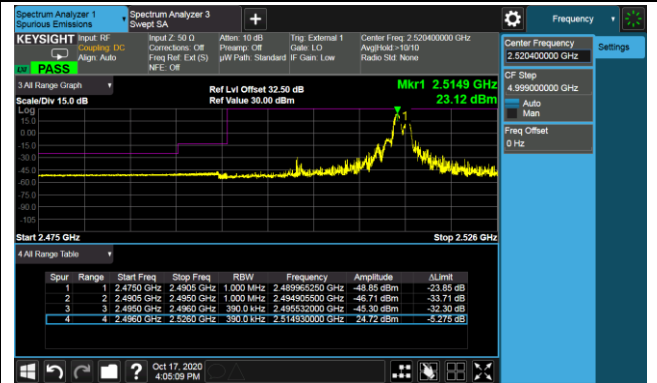 Spectrum Analyzer 1
Spurious Emissions
Spectrum Analyzer 3
Swept SA
Frequency
KEYSIGHT
Input: RF
Coupling: DC
Align: Auto
Input Z: 50 Ω
Corrections: Off
Freq Ref: Ext (S)
NFE: Off
Atten: 10 dB
Preamp: Off
µW Path: Standard
Trig: External 1
Gate: LO
IF Gain: Low
Center Freq: 2.520400000 GHz
Avg|Hold:>10/10
Radio Std: None
PASS
Center Frequency
2.520400000 GHz
Settings
CF Step
4.999000000 GHz
Auto
Man
Freq Offset
0 Hz
3 All Range Graph
Scale/Div 15.0 dB
Ref Lvl Offset 32.50 dB
Ref Value 30.00 dBm
Mkr1 2.5149 GHz
23.12 dBm
Log
15.0
0.00
-15.0
-30.0
-45.0
-60.0
-75.0
-90.0
-105
1
Start 2.475 GHz
Stop 2.526 GHz
4 All Range Table
Spur Range Start Freq Stop Freq RBW Frequency Amplitude ΔLimit
1 1 2.4750 GHz 2.4905 GHz 1.000 MHz 2.489965250 GHz -48.85 dBm -23.85 dB
2 2 2.4905 GHz 2.4950 GHz 1.000 MHz 2.494905500 GHz -46.71 dBm -33.71 dB
3 3 2.4950 GHz 2.4960 GHz 390.0 kHz 2.495532000 GHz -45.30 dBm -32.30 dB
4 4 2.4960 GHz 2.5260 GHz 390.0 kHz 2.514930000 GHz 24.72 dBm -5.275 dB
?
Oct 17, 2020
4:05:09 PM